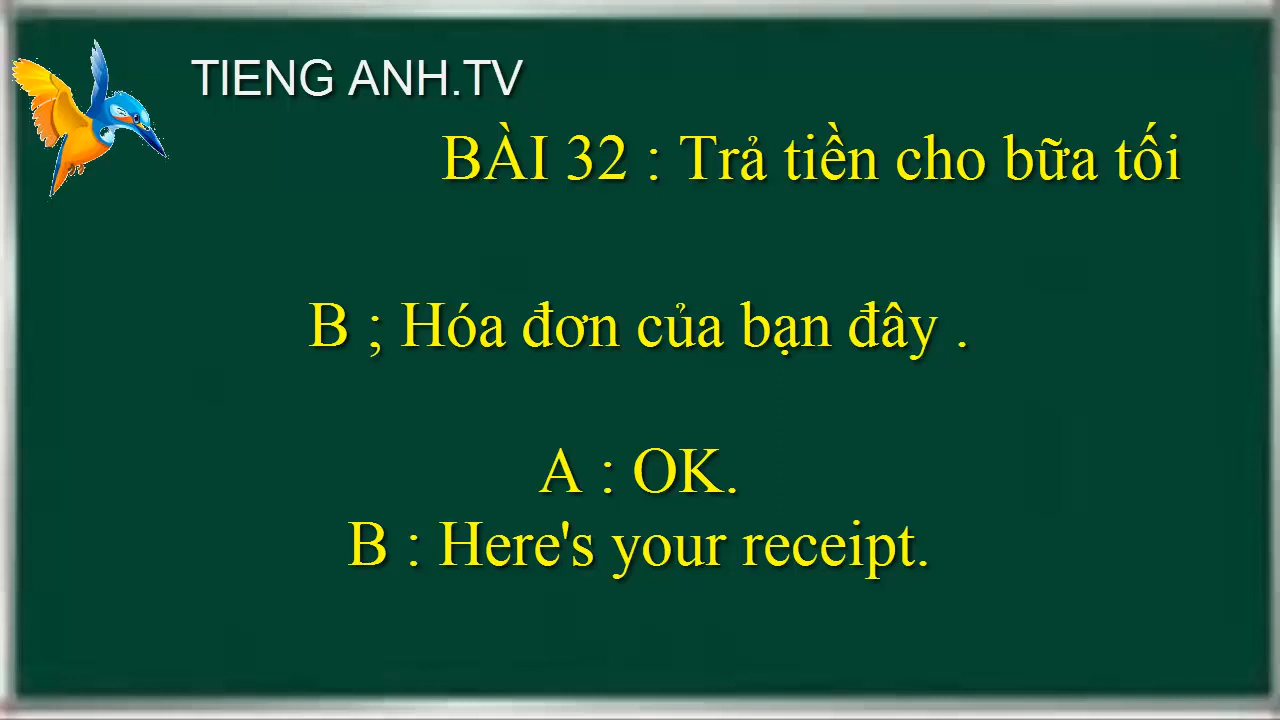 TIENG ANH.TV
BÀI 32 : Trả tiền cho bữa tối
B ; Hóa đơn của bạn đây .
A : OK.
B : Here's your receipt.